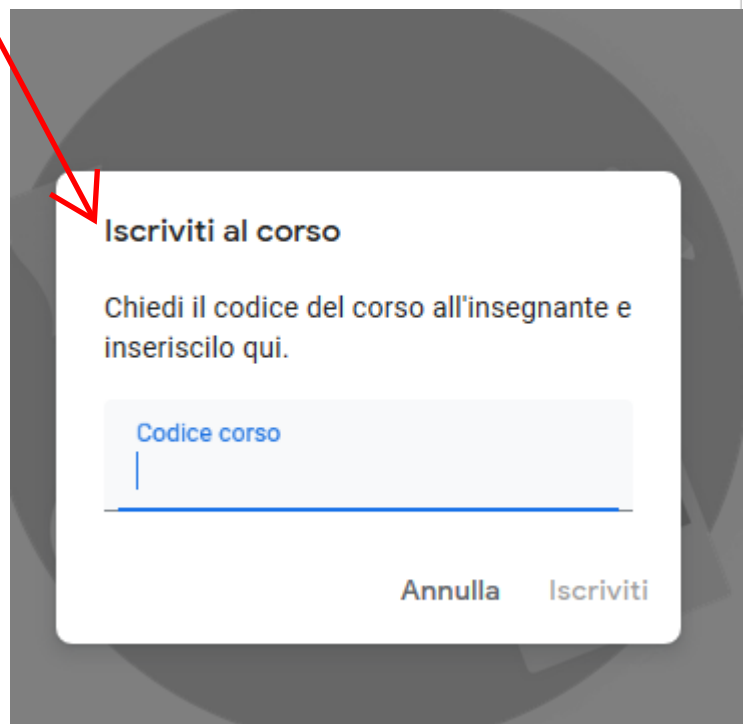 Iscriviti al corso
Chiedi il codice del corso all'insegnante e
inseriscilo qui.
Codice corso
Annulla Iscriviti